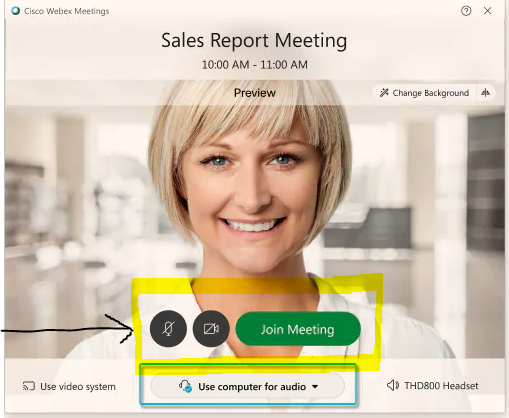 Cisco Webex Meetings
Sales Report Meeting
10:00 AM - 11:00 AM
Preview
Change Background
Join Meeting
Use video system
Use computer for audio
THD800 Headset